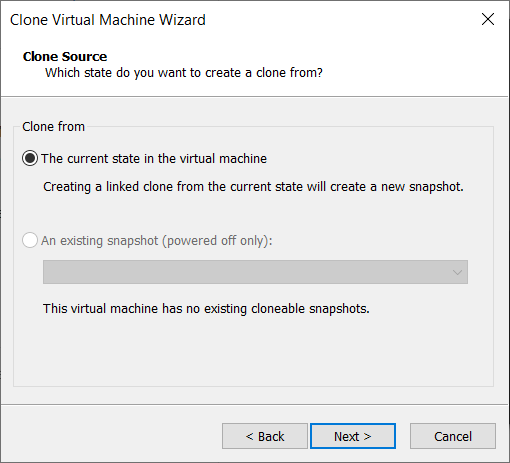 Clone Virtual Machine Wizard
Clone Source
Which state do you want to create a clone from?
Clone from
The current state in the virtual machine
Creating a linked clone from the current state will create a new snapshot.
An existing snapshot (powered off only):
This virtual machine has no existing cloneable snapshots.
< Back
Next >
Cancel